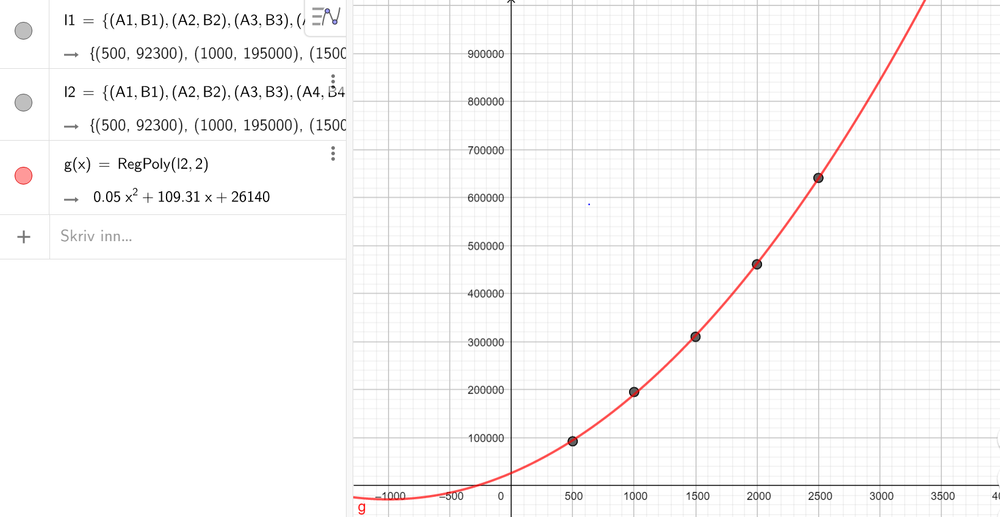 l1 = {(A1, B1), (A2, B2), (A3, B3), (
→ {(500, 92300), (1000, 195000), (1500
l2 = {(A1, B1), (A2, B2), (A3, B3), (A4, B4
→ {(500, 92300), (1000, 195000), (1500
g(x) = RegPoly(l2, 2)
→ 0.05 x² + 109.31 x + 26140
+ Skriv inn...
900000
800000
700000
600000
500000
400000
300000
200000
100000
−1000 −500 0 500 1000 1500 2000 2500 3000 3500 40
g